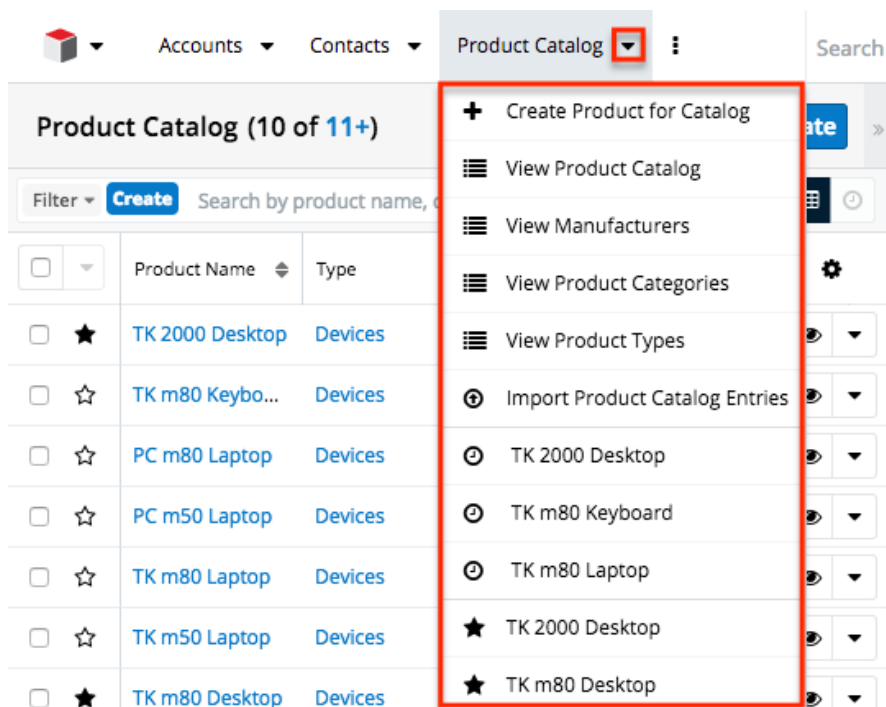 Accounts Contacts Product Catalog Search
Product Catalog (10 of 11+) ate
Filter Create Search by product name, c
Product Name Type
TK 2000 Desktop Devices
TK m80 Keybo... Devices
PC m80 Laptop Devices
PC m50 Laptop Devices
TK m80 Laptop Devices
TK m50 Laptop Devices
TK m80 Desktop Devices
Create Product for Catalog
View Product Catalog
View Manufacturers
View Product Categories
View Product Types
Import Product Catalog Entries
TK 2000 Desktop
TK m80 Keyboard
TK m80 Laptop
TK 2000 Desktop
TK m80 Desktop